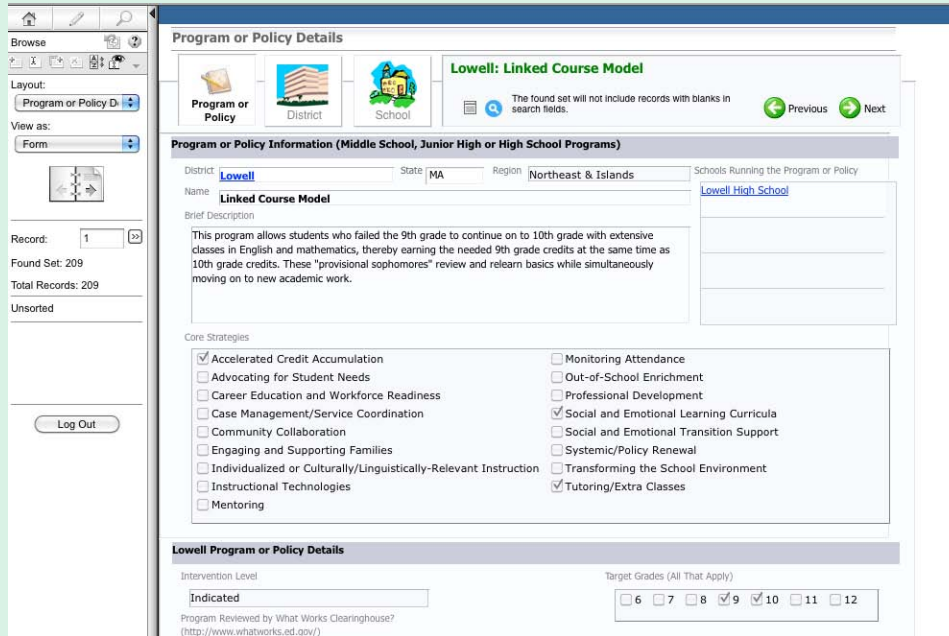 Browse
Layout:
Program or Policy D
View as:
Form
Record: 1
Found Set: 209
Total Records: 209
Unsorted
Log Out
Program or Policy Details
Program or Policy
District
School
Lowell: Linked Course Model
The found set will not include records with blanks in
search fields.
Previous
Next
Program or Policy Information (Middle School, Junior High or High School Programs)
District Lowell State MA Region Northeast & Islands
Schools Running the Program or Policy
Lowell High School
Name Linked Course Model
Brief Description
This program allows students who failed the 9th grade to continue on to 10th grade with extensive
classes in English and mathematics, thereby earning the needed 9th grade credits at the same time as
10th grade credits. These "provisional sophomores" review and relearn basics while simultaneously
moving on to new academic work.
Core Strategies
Accelerated Credit Accumulation
Advocating for Student Needs
Career Education and Workforce Readiness
Case Management/Service Coordination
Community Collaboration
Engaging and Supporting Families
Individualized or Culturally/Linguistically-Relevant Instruction
Instructional Technologies
Mentoring
Monitoring Attendance
Out-of-School Enrichment
Professional Development
Social and Emotional Learning Curricula
Social and Emotional Transition Support
Systemic/Policy Renewal
Transforming the School Environment
Tutoring/Extra Classes
Lowell Program or Policy Details
Intervention Level
Indicated
Target Grades (All That Apply)
6 7 8 9 10 11 12
Program Reviewed by What Works Clearinghouse?
(http://www.whatworks.ed.gov/)